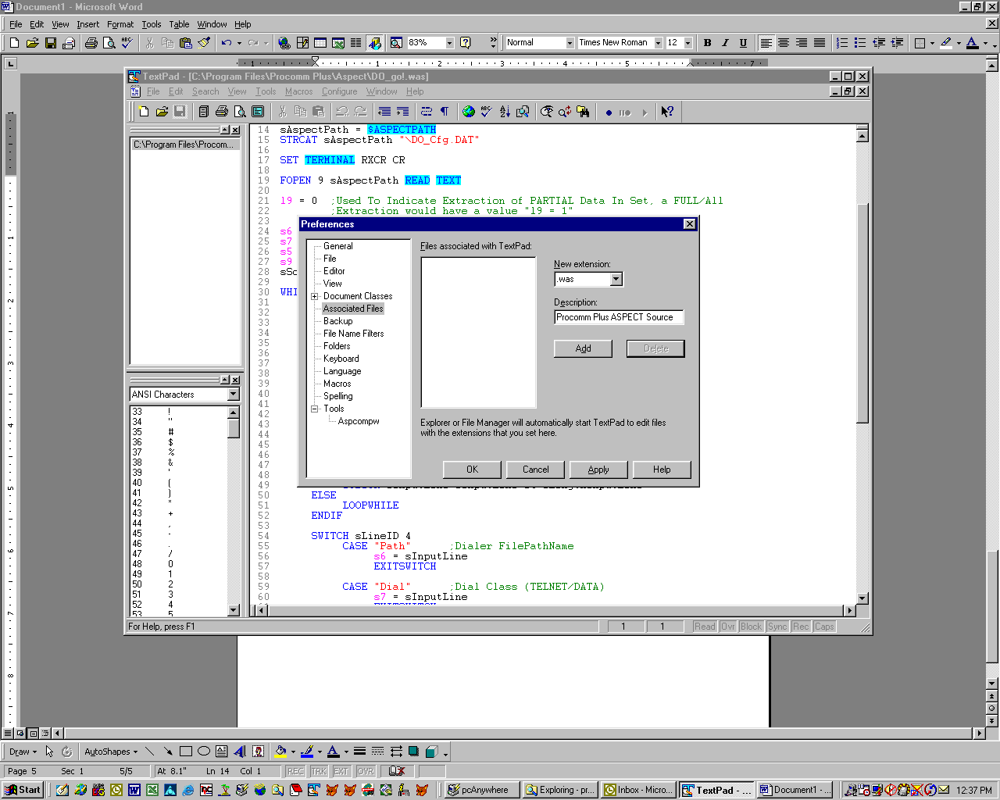 Document1 - Microsoft Word
File Edit View Insert Format Tools Table Window Help
83% Normal Times New Roman 12 B I U
1 1 2 3 4 5 6 7
TextPad - [C:\Program Files\Procomm Plus\Aspect\DO_go!.was]
File Edit Search View Tools Macros Configure Window Help
C:\Program Files\Procom...
14 sAspectPath = $ASPECTPATH
15 STRCAT sAspectPath "\DO_Cfg.DAT"
16
17 SET TERMINAL RXCR CR
18
19 FOPEN 9 sAspectPath READ TEXT
20
21 l9 = 0 ;Used To Indicate Extraction of PARTIAL Data In Set, a FULL/All
22 ;Extraction would have a value "l9 = 1"
23
24 s6
25 s7
26 s5
27 s9
28 sSc
29
30 WHI
31
32
33
34
35
36
37
38
39
40
41
42
43
44
45
46
47
48
49
50 ELSE
51 LOOPWHILE
52 ENDIF
53
54 SWITCH sLineID 4
55 CASE "Path" ;Dialer FilePathName
56 s6 = sInputLine
57 EXITSWITCH
58
59 CASE "Dial" ;Dial Class (TELNET/DATA)
60 s7 = sInputLine
Preferences
General
File
Editor
View
Document Classes
Associated Files
Backup
File Name Filters
Folders
Keyboard
Language
Macros
Spelling
Tools
Aspcompw
Files associated with TextPad:
New extension:
.was
Description:
Procomm Plus ASPECT Source
Add Delete
Explorer or File Manager will automatically start TextPad to edit files
with the extensions that you set here.
OK Cancel Apply Help
ANSI Characters
33 !
34 "
35 #
36 $
37 %
38 &
39 '
40 (
41 )
42 *
43 +
44 ,
45 -
46 .
47 /
48 0
49 1
50 2
51 3
52 4
53 5
For Help, press F1 1 1 Read Ovr Block Sync Rec Caps
Draw AutoShapes
Page 5 Sec 1 5/5 At 8.1" Ln 14 Col 1 REC TRK EXT OVR
Start pcAnywhere Exploring - pr... Inbox - Micro... TextPad - ... Document1 - ... 12:37 PM